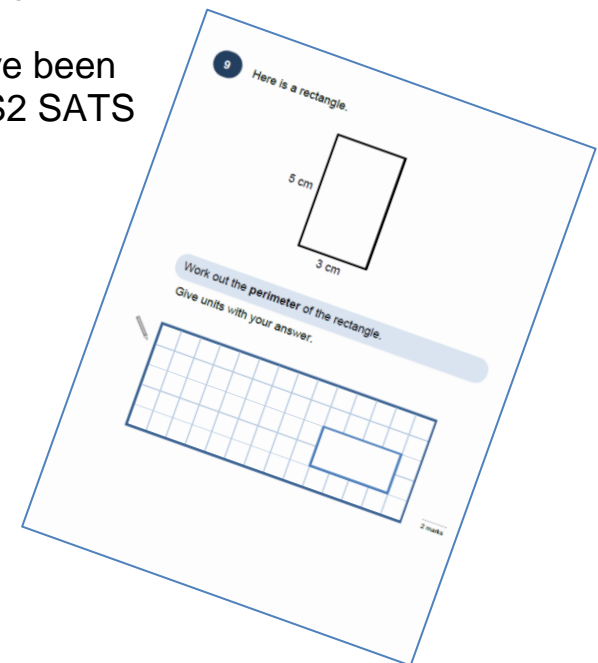 ve been
S2 SATS
9
Here is a rectangle.
5 cm
3 cm
Work out the perimeter of the rectangle.
Give units with your answer.
2 marks